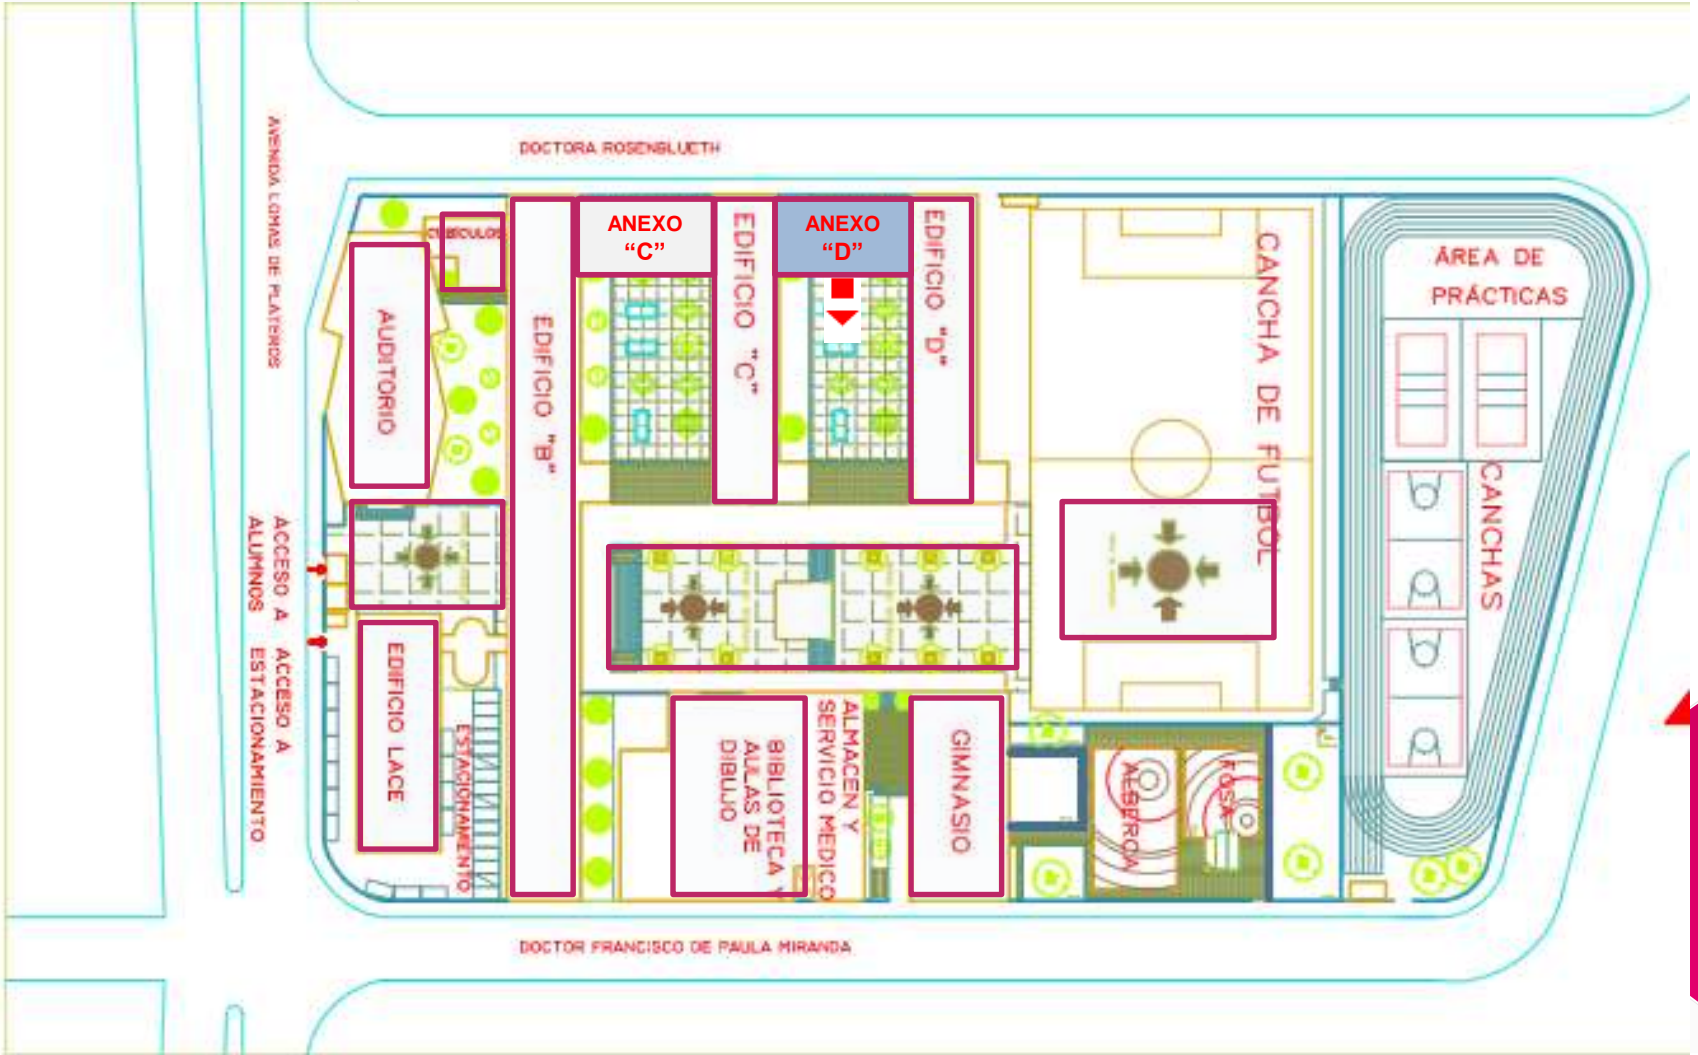 DOCTORA ROSENBLUETH
AVENIDA LOMAS DE PLATEROS
CUBICULOS
ANEXO
“C”
ANEXO
“D”
EDIFICIO "B"
EDIFICIO "C"
EDIFICIO "D"
AUDITORIO
CANCHA DE FUTBOL
ÁREA DE
PRÁCTICAS
CANCHAS
ACCESO A
ALUMNOS
ACCESO A
ESTACIONAMIENTO
EDIFICIO LACE
ESTACIONAMIENTO
BIBLIOTECA Y
AULAS DE
DIBUJO
ALMACEN Y
SERVICIO MEDICO
GIMNASIO
ALBERCA
FOSA
DOCTOR FRANCISCO DE PAULA MIRANDA